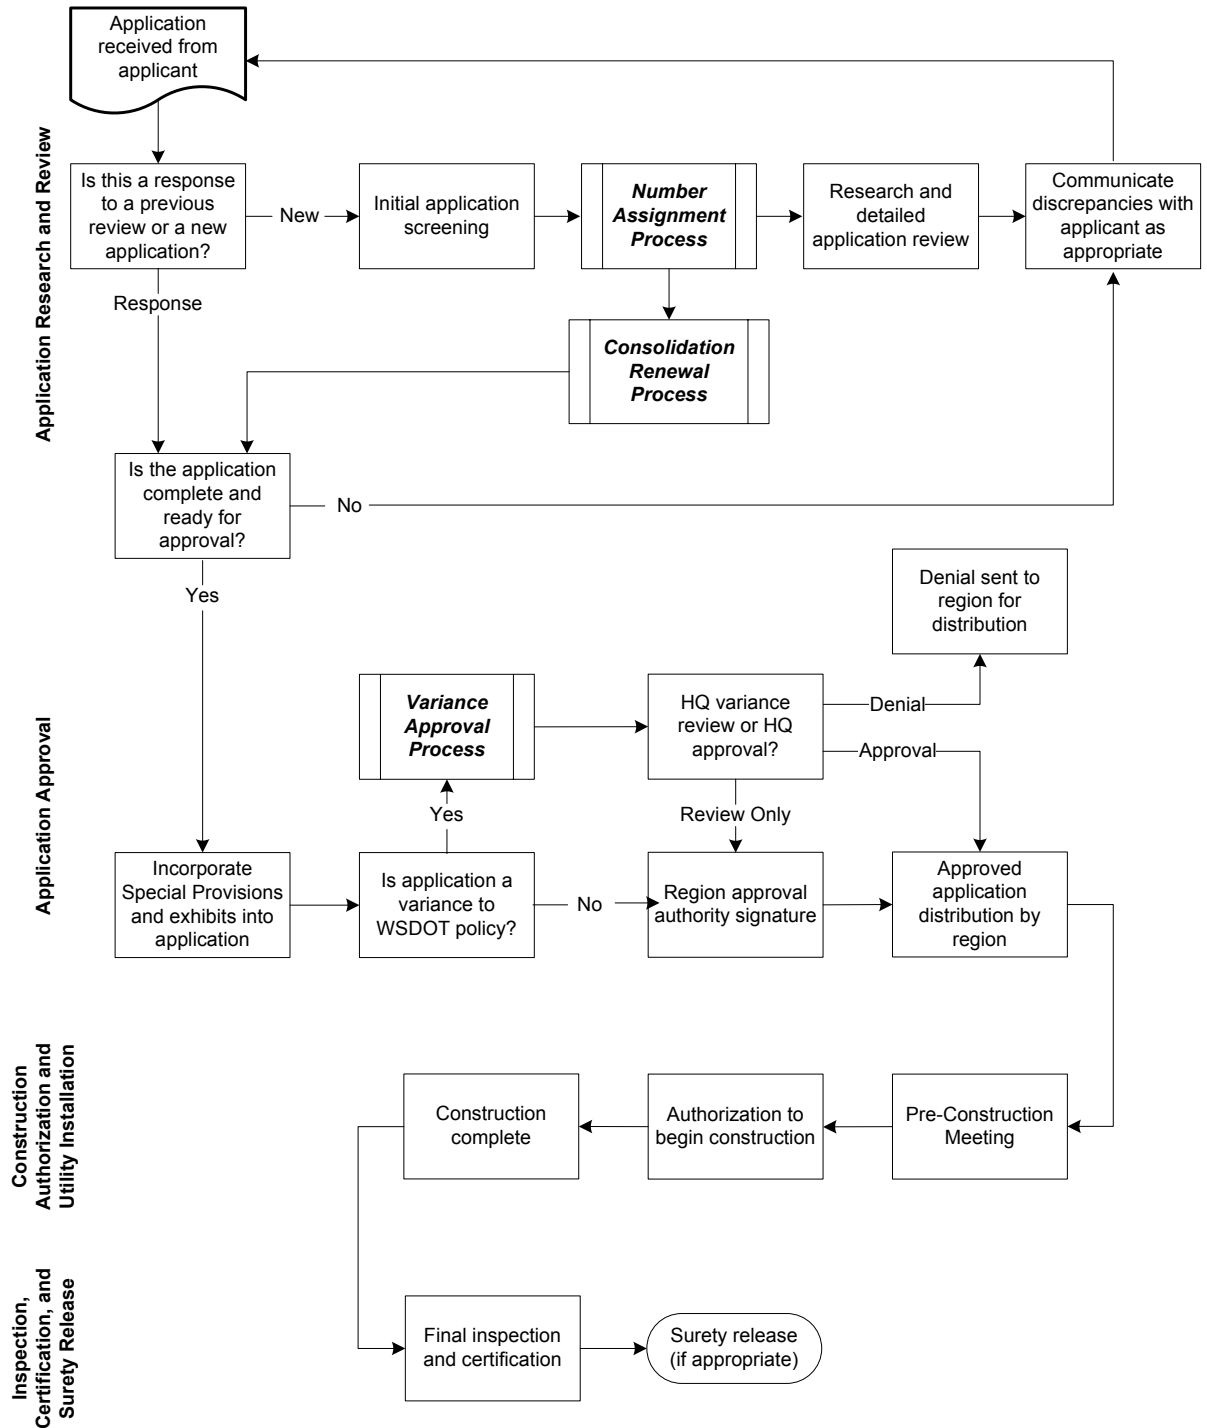 Application
received from
applicant
Application Research and Review
Is this a response
to a previous
review or a new
application?
New
Initial application
screening
Number
Assignment
Process
Research and
detailed
application review
Communicate
discrepancies with
applicant as
appropriate
Response
Consolidation
Renewal
Process
Is the application
complete and
ready for
approval?
No
Yes
Denial sent to
region for
distribution
Application Approval
Variance
Approval
Process
HQ variance
review or HQ
approval?
Denial
Approval
Yes
Review Only
Incorporate
Special Provisions
and exhibits into
application
Is application a
variance to
WSDOT policy?
No
Region approval
authority signature
Approved
application
distribution by
region
Construction
Authorization and
Utility Installation
Construction
complete
Authorization to
begin construction
Pre-Construction
Meeting
Inspection,
Certification, and
Surety Release
Final inspection
and certification
Surety release
(if appropriate)